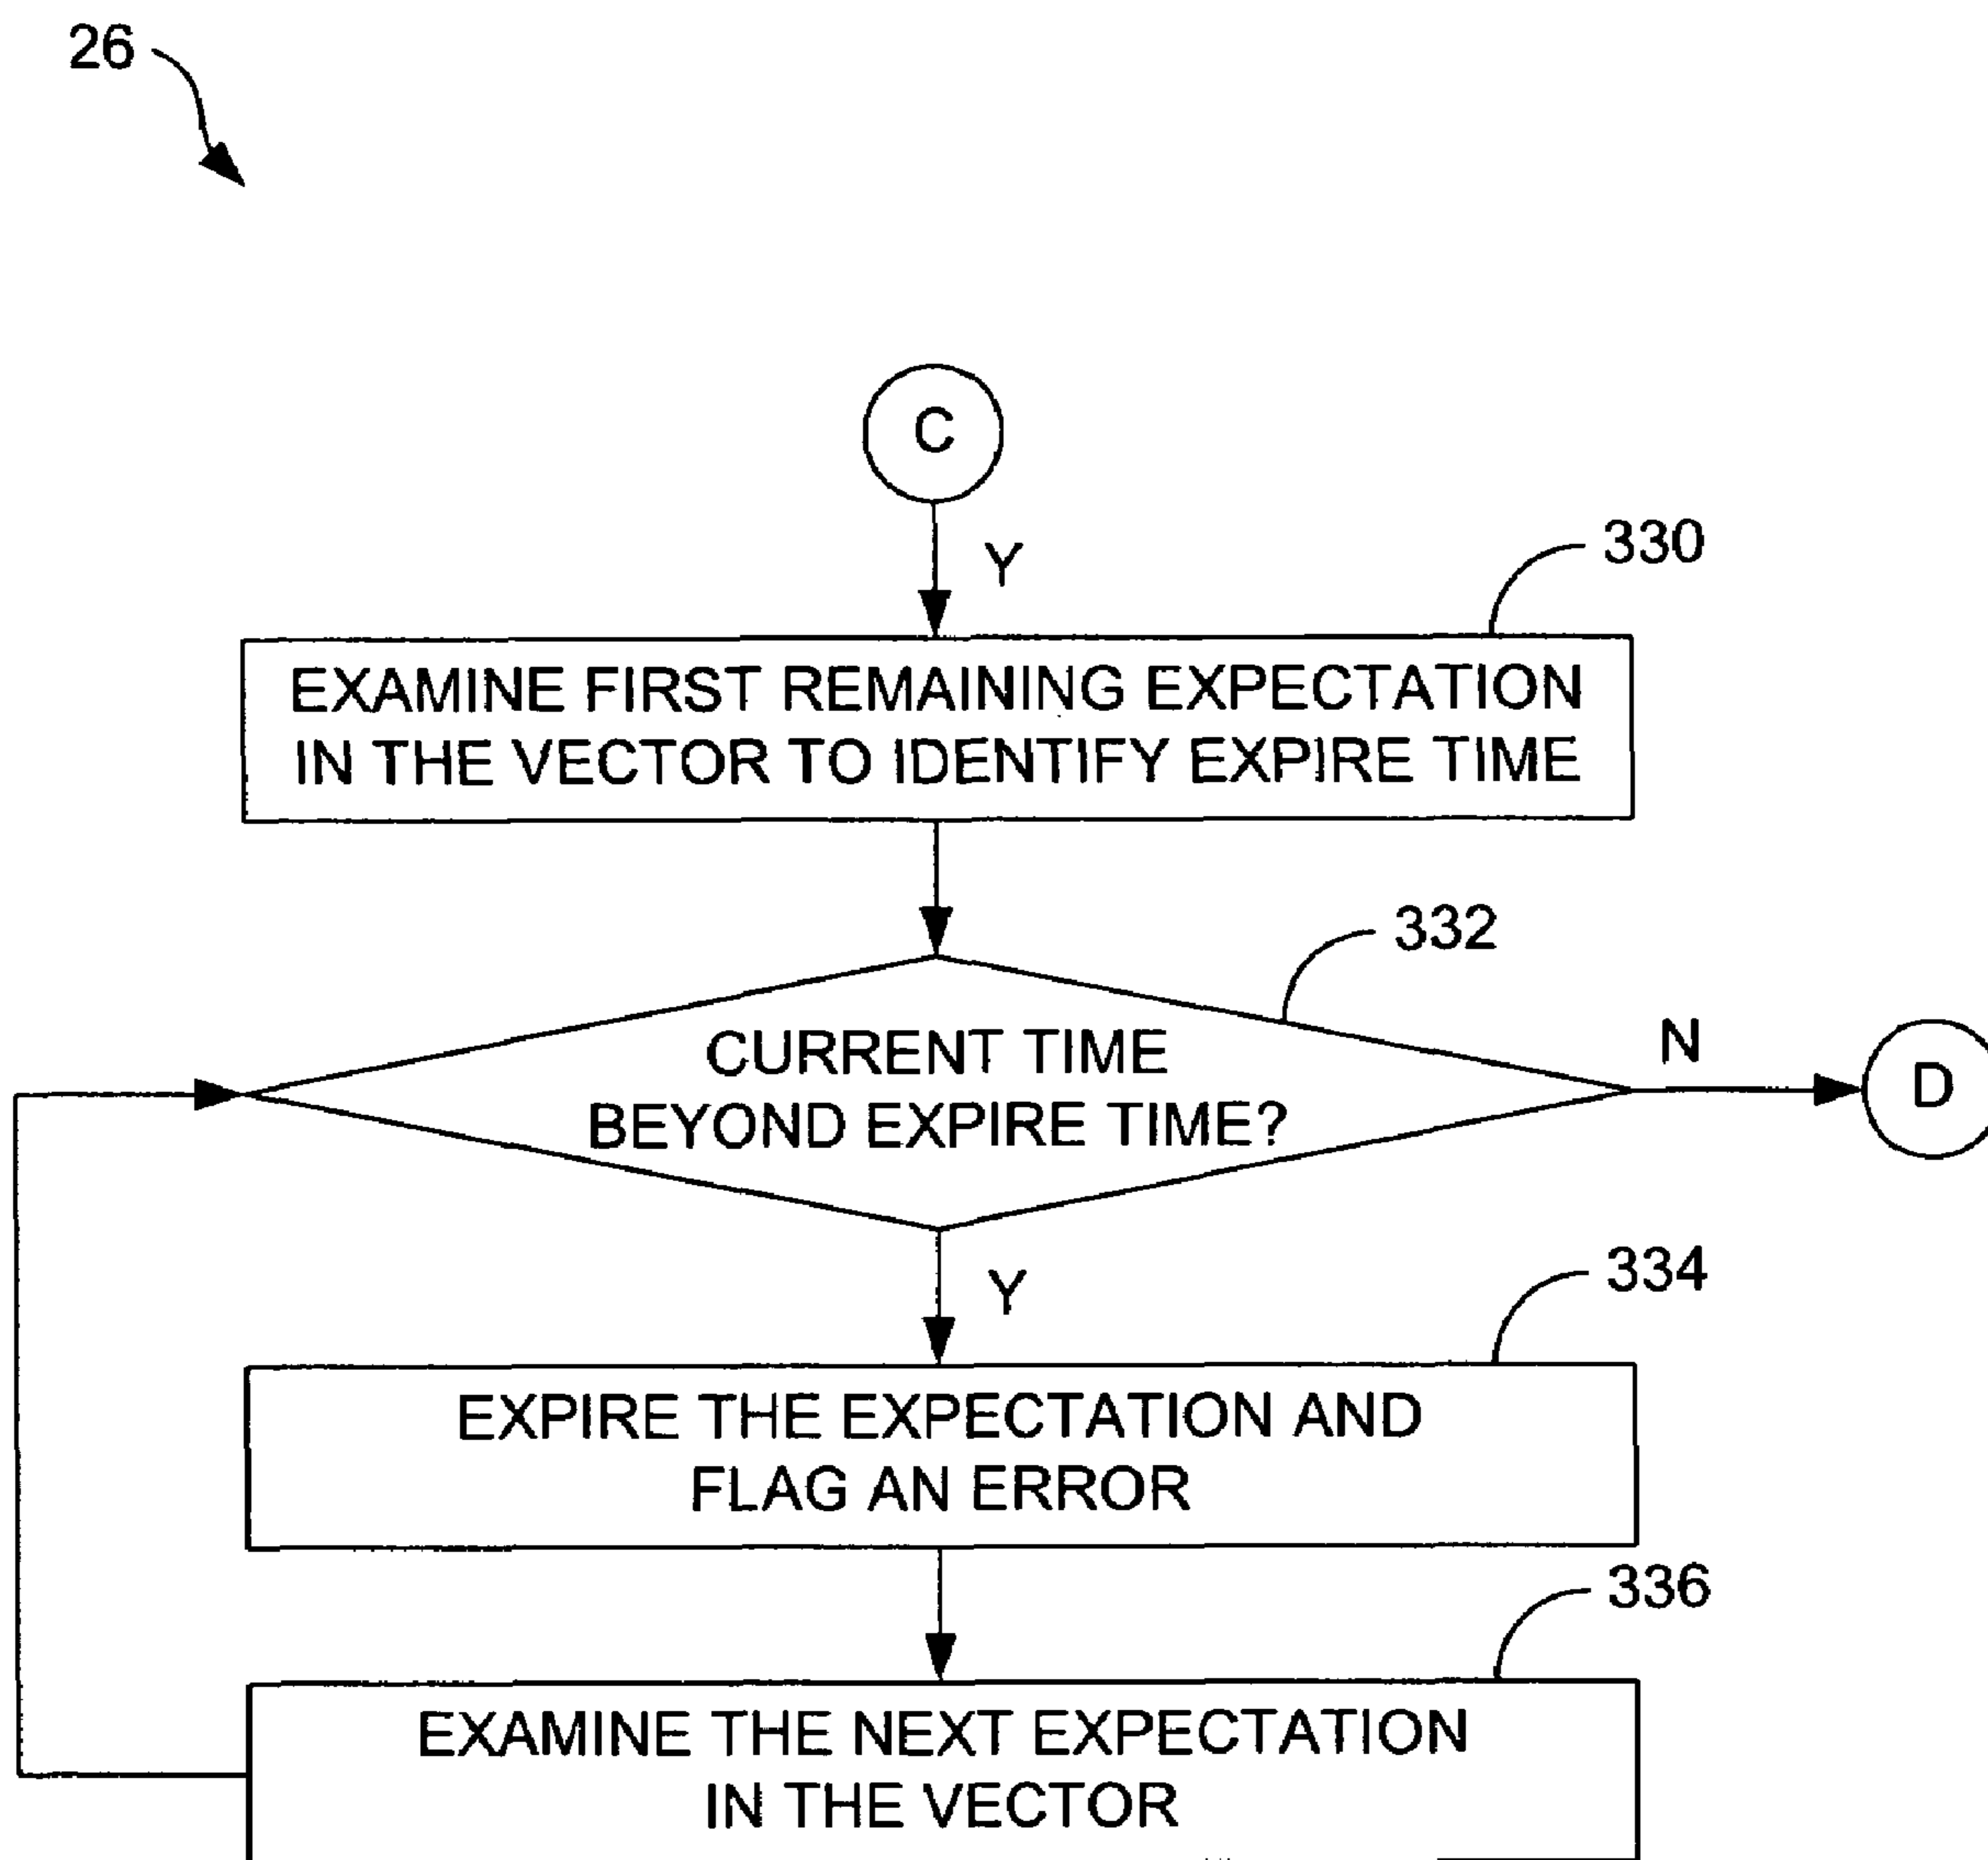 26
C
Y
330
EXAMINE FIRST REMAINING EXPECTATION
IN THE VECTOR TO IDENTIFY EXPIRE TIME
332
CURRENT TIME
BEYOND EXPIRE TIME?
N
D
Y
334
EXPIRE THE EXPECTATION AND
FLAG AN ERROR
336
EXAMINE THE NEXT EXPECTATION
IN THE VECTOR